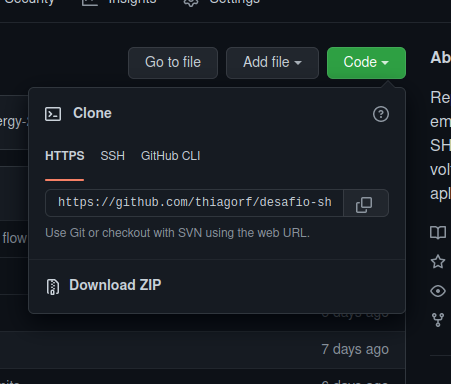 Security Insights Settings
Go to file Add file Code
Ab
Clone
Re
em
ergy-
HTTPS SSH GitHub CLI
SH
vol
apl
https://github.com/thiagorf/desafio-sh
Use Git or checkout with SVN using the web URL.
flow
Download ZIP
days ago
7 days ago
days ago